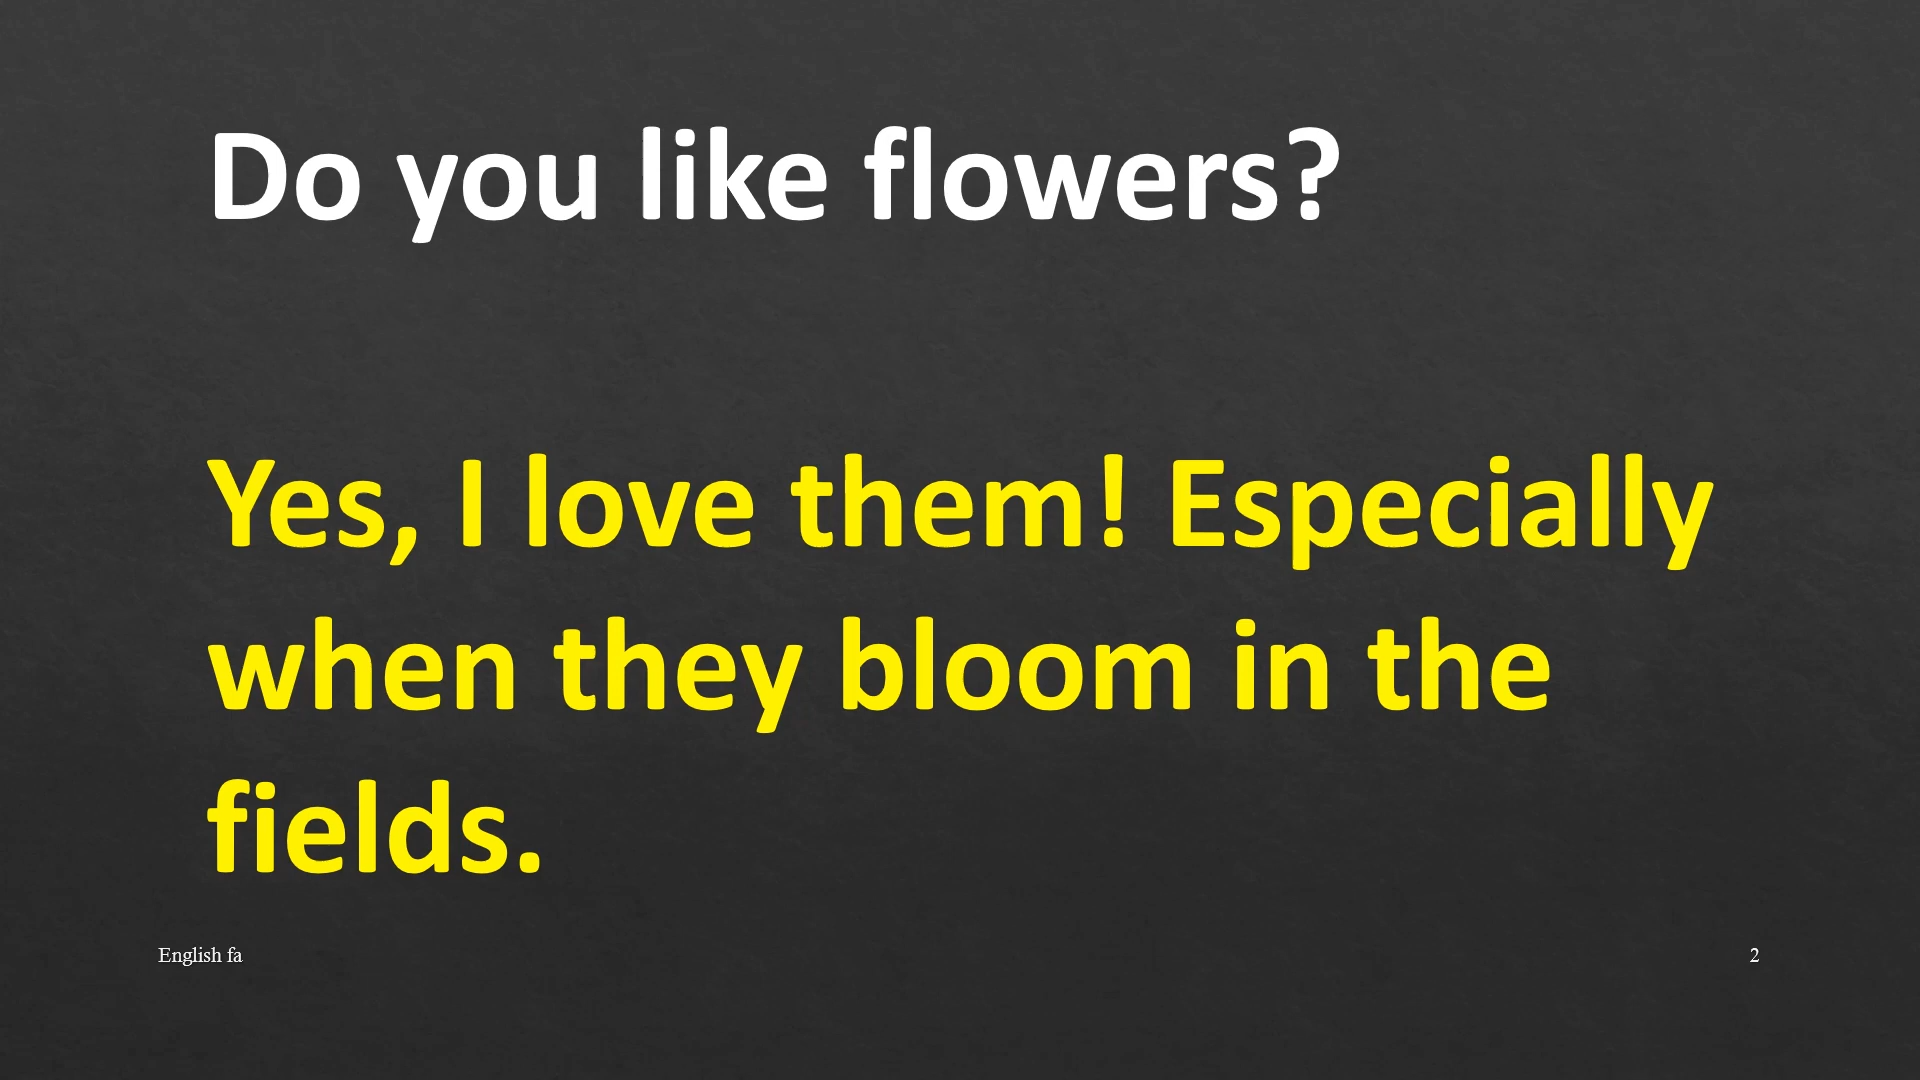 Do you like flowers?
Yes, I love them! Especially
when they bloom in the
fields.
English fa
2